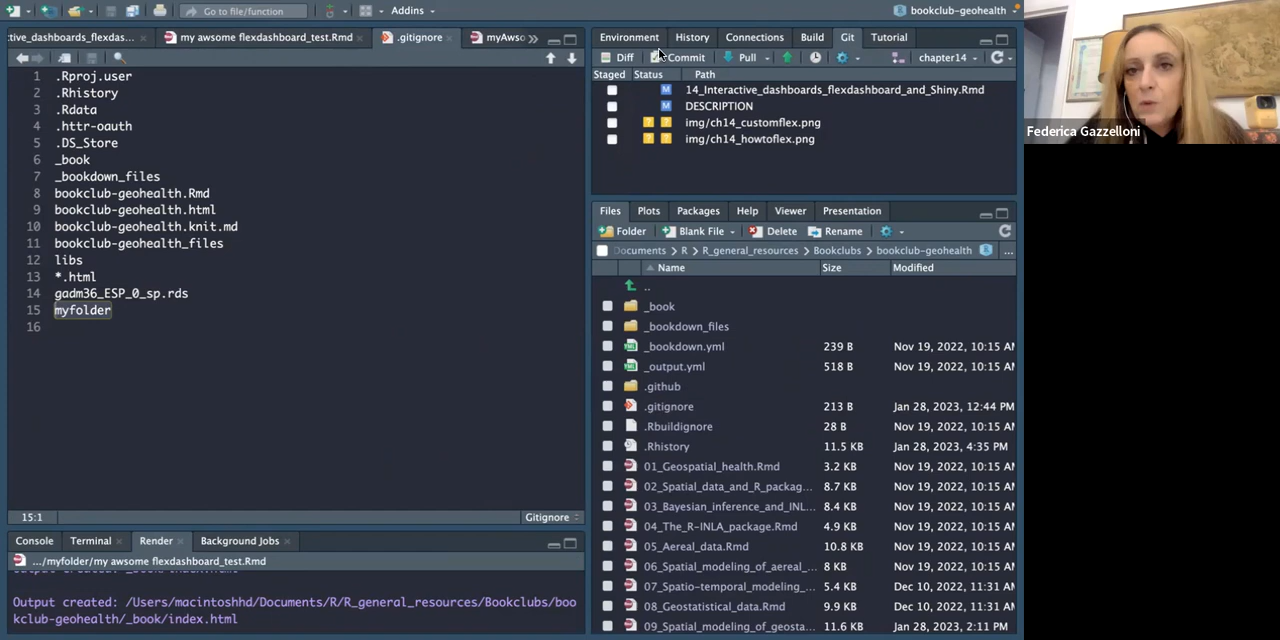 Go to file/function
Addins
bookclub-geohealth
tive_dashboards_flexdas...
my awsome flexdashboard_test.Rmd
.gitignore
myAwso
Environment
History
Connections
Build
Git
Tutorial
Diff
Commit
Pull
chapter14
Staged
Status
Path
14_Interactive_dashboards_flexdashboard_and_Shiny.Rmd
DESCRIPTION
img/ch14_customflex.png
img/ch14_howtoflex.png
1 .Rproj.user
2 .Rhistory
3 .Rdata
4 .httr-oauth
5 .DS_Store
6 _book
7 _bookdown_files
8 bookclub-geohealth.Rmd
9 bookclub-geohealth.html
10 bookclub-geohealth.knit.md
11 bookclub-geohealth_files
12 libs
13 *.html
14 gadm36_ESP_0_sp.rds
15 myfolder
16
15:1
Gitignore
Files
Plots
Packages
Help
Viewer
Presentation
Folder
Blank File
Delete
Rename
Documents > R > R_general_resources > Bookclubs > bookclub-geohealth
Name
Size
Modified
..
_book
_bookdown_files
_bookdown.yml 239 B Nov 19, 2022, 10:15 AM
_output.yml 518 B Nov 19, 2022, 10:15 AM
.github
.gitignore 213 B Jan 28, 2023, 12:44 PM
.Rbuildignore 28 B Nov 19, 2022, 10:15 AM
.Rhistory 11.5 KB Jan 28, 2023, 4:35 PM
01_Geospatial_health.Rmd 3.2 KB Nov 19, 2022, 10:15 AM
02_Spatial_data_and_R_packag... 8.7 KB Nov 19, 2022, 10:15 AM
03_Bayesian_inference_and_INL... 8.4 KB Nov 19, 2022, 10:15 AM
04_The_R-INLA_package.Rmd 4.9 KB Nov 19, 2022, 10:15 AM
05_Aereal_data.Rmd 10.8 KB Nov 19, 2022, 10:15 AM
06_Spatial_modeling_of_aereal_... 8 KB Nov 19, 2022, 10:15 AM
07_Spatio-temporal_modeling_... 5.4 KB Dec 10, 2022, 11:31 AM
08_Geostatistical_data.Rmd 9.9 KB Dec 10, 2022, 11:31 AM
09_Spatial_modeling_of_geosta... 11.6 KB Jan 28, 2023, 2:11 PM
Console
Terminal
Render
Background Jobs
.../myfolder/my awsome flexdashboard_test.Rmd
Output created: /Users/macintoshhd/Documents/R/R_general_resources/Bookclubs/boo
kclub-geohealth/_book/index.html
Federica Gazzelloni